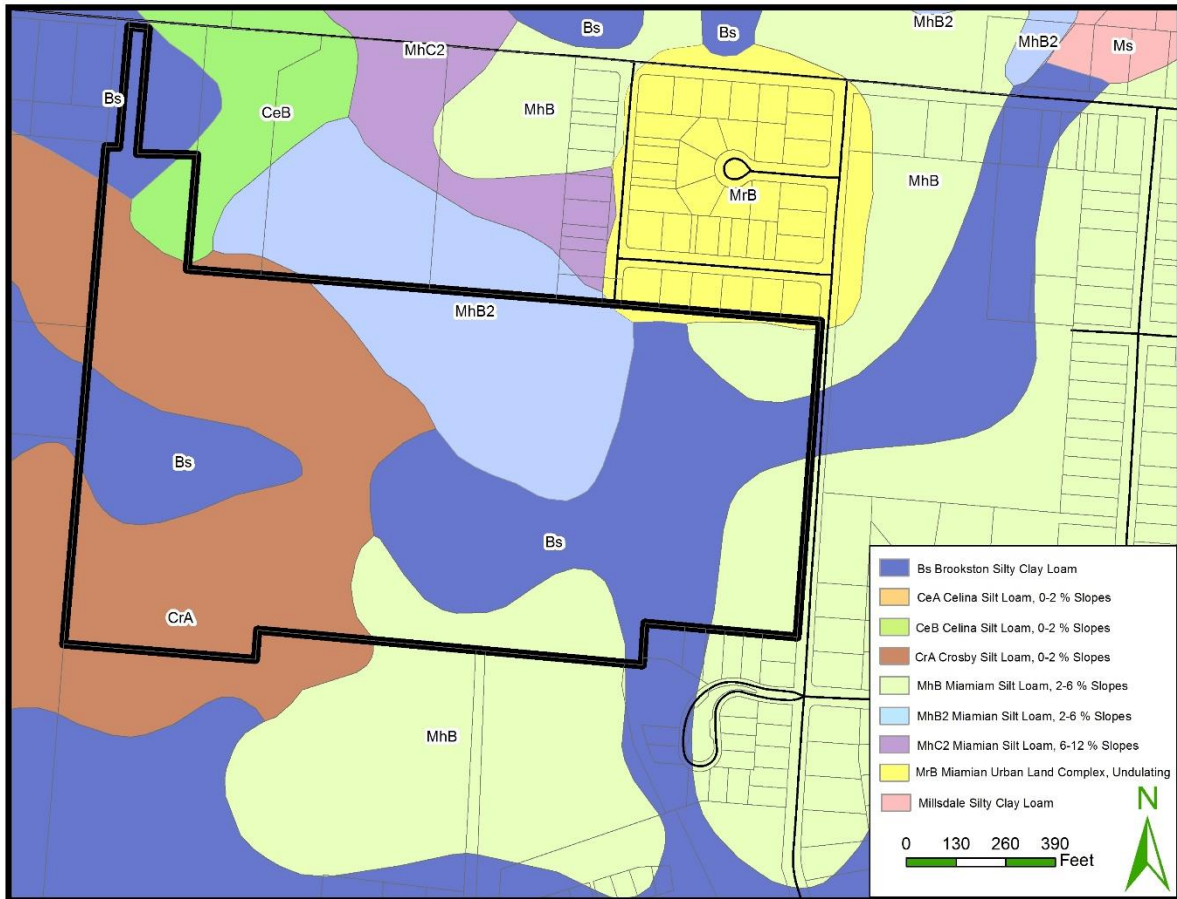 Bs
Bs
MhB2
MhB2
Ms
MhC2
Bs
CeB
MhB
MrB
MhB
MhB2
Bs
Bs
CrA
MhB
Bs Brookston Silty Clay Loam
CeA Celina Silt Loam, 0-2 % Slopes
CeB Celina Silt Loam, 0-2 % Slopes
CrA Crosby Silt Loam, 0-2 % Slopes
MhB Miamiam Silt Loam, 2-6 % Slopes
MhB2 Miamian Silt Loam, 2-6 % Slopes
MhC2 Miamian Silt Loam, 6-12 % Slopes
MrB Miamian Urban Land Complex, Undulating
Millsdale Silty Clay Loam
N
0 130 260 390
Feet